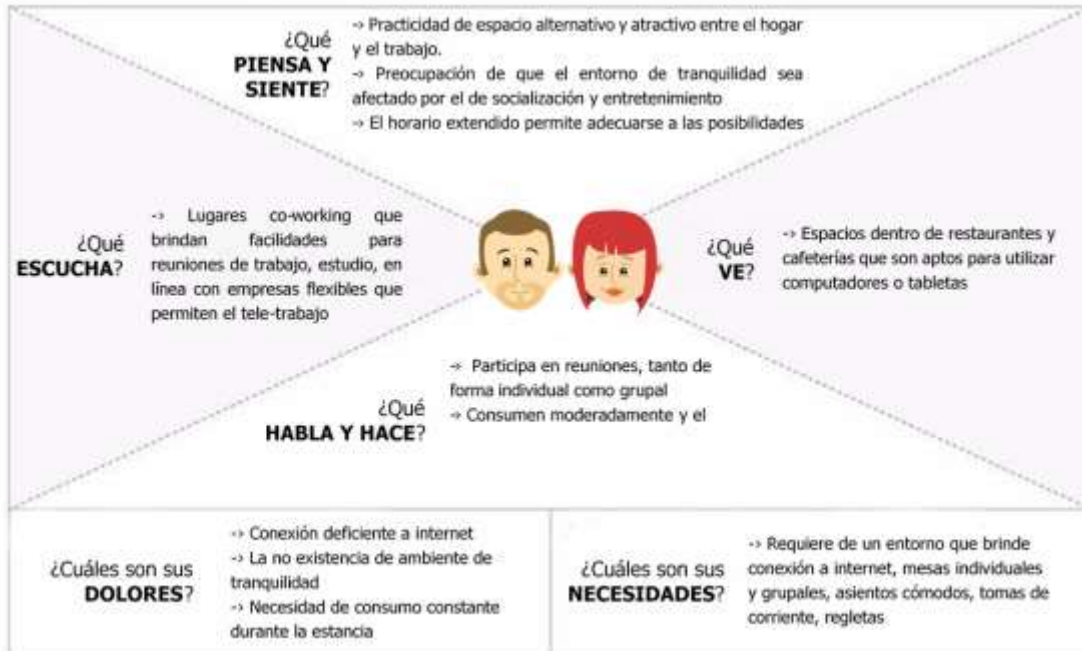 ¿Qué
PIENSA Y
SIENTE?
-> Practicidad de espacio alternativo y atractivo entre el hogar
y el trabajo.
-> Preocupación de que el entorno de tranquilidad sea
afectado por el de socialización y entretenimiento
-> El horario extendido permite adecuarse a las posibilidades
¿Qué
ESCUCHA?
-> Lugares co-working que
brindan facilidades para
reuniones de trabajo, estudio, en
línea con empresas flexibles que
permiten el tele-trabajo
¿Qué
VE?
-> Espacios dentro de restaurantes y
cafeterías que son aptos para utilizar
computadores o tabletas
¿Qué
HABLA Y HACE?
-> Participa en reuniones, tanto de
forma individual como grupal
-> Consumen moderadamente y el
¿Cuáles son sus
DOLORES?
-> Conexión deficiente a internet
-> La no existencia de ambiente de
tranquilidad
-> Necesidad de consumo constante
durante la estancia
¿Cuáles son sus
NECESIDADES?
-> Requiere de un entorno que brinde
conexión a internet, mesas individuales
y grupales, asientos cómodos, tomas de
corriente, regletas